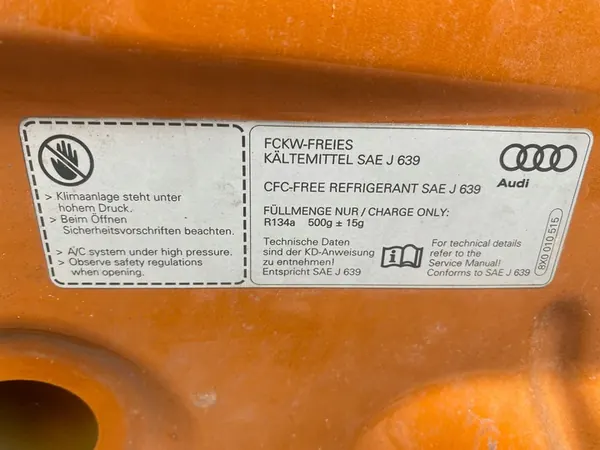 > Klimaanlage steht unter
hohem Druck.
> Beim Öffnen
Sicherheitsvorschriften beachten.
> A/C system under high pressure.
> Observe safety regulations
when opening.
FCKW-FREIES
KÄLTEMITTEL SAE J 639
CFC-FREE REFRIGERANT SAE J 639
FÜLLMENGE NUR / CHARGE ONLY:
R134a 500g ± 15g
Technische Daten
sind der KD-Anweisung
zu entnehmen!
Entspricht SAE J 639
i
For technical details
refer to the
Service Manual!
Conforms to SAE J 639
Audi
8X0 010 515